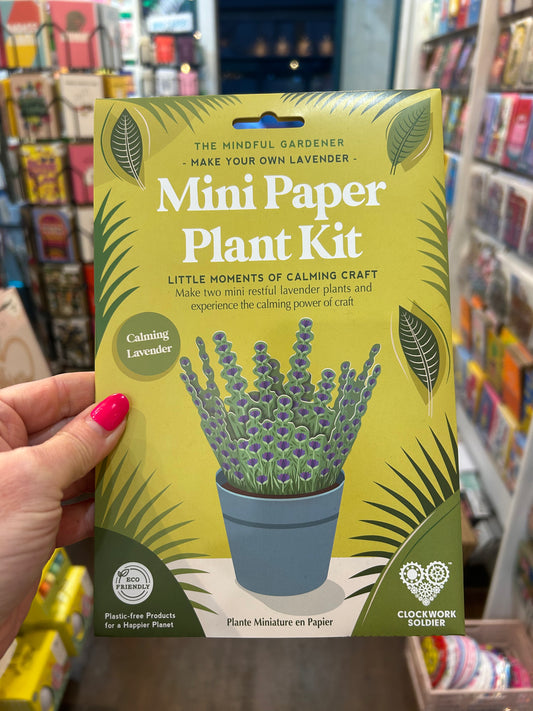 THE MINDFUL GARDENER
- MAKE YOUR OWN LAVENDER -
Mini Paper
Plant Kit
LITTLE MOMENTS OF CALMING CRAFT
Make two mini restful lavender plants and
experience the calming power of craft
Calming
Lavender
ECO
FRIENDLY
Plastic-free Products
for a Happier Planet
Plante Miniature en Papier
CLOCKWORK
SOLDIER